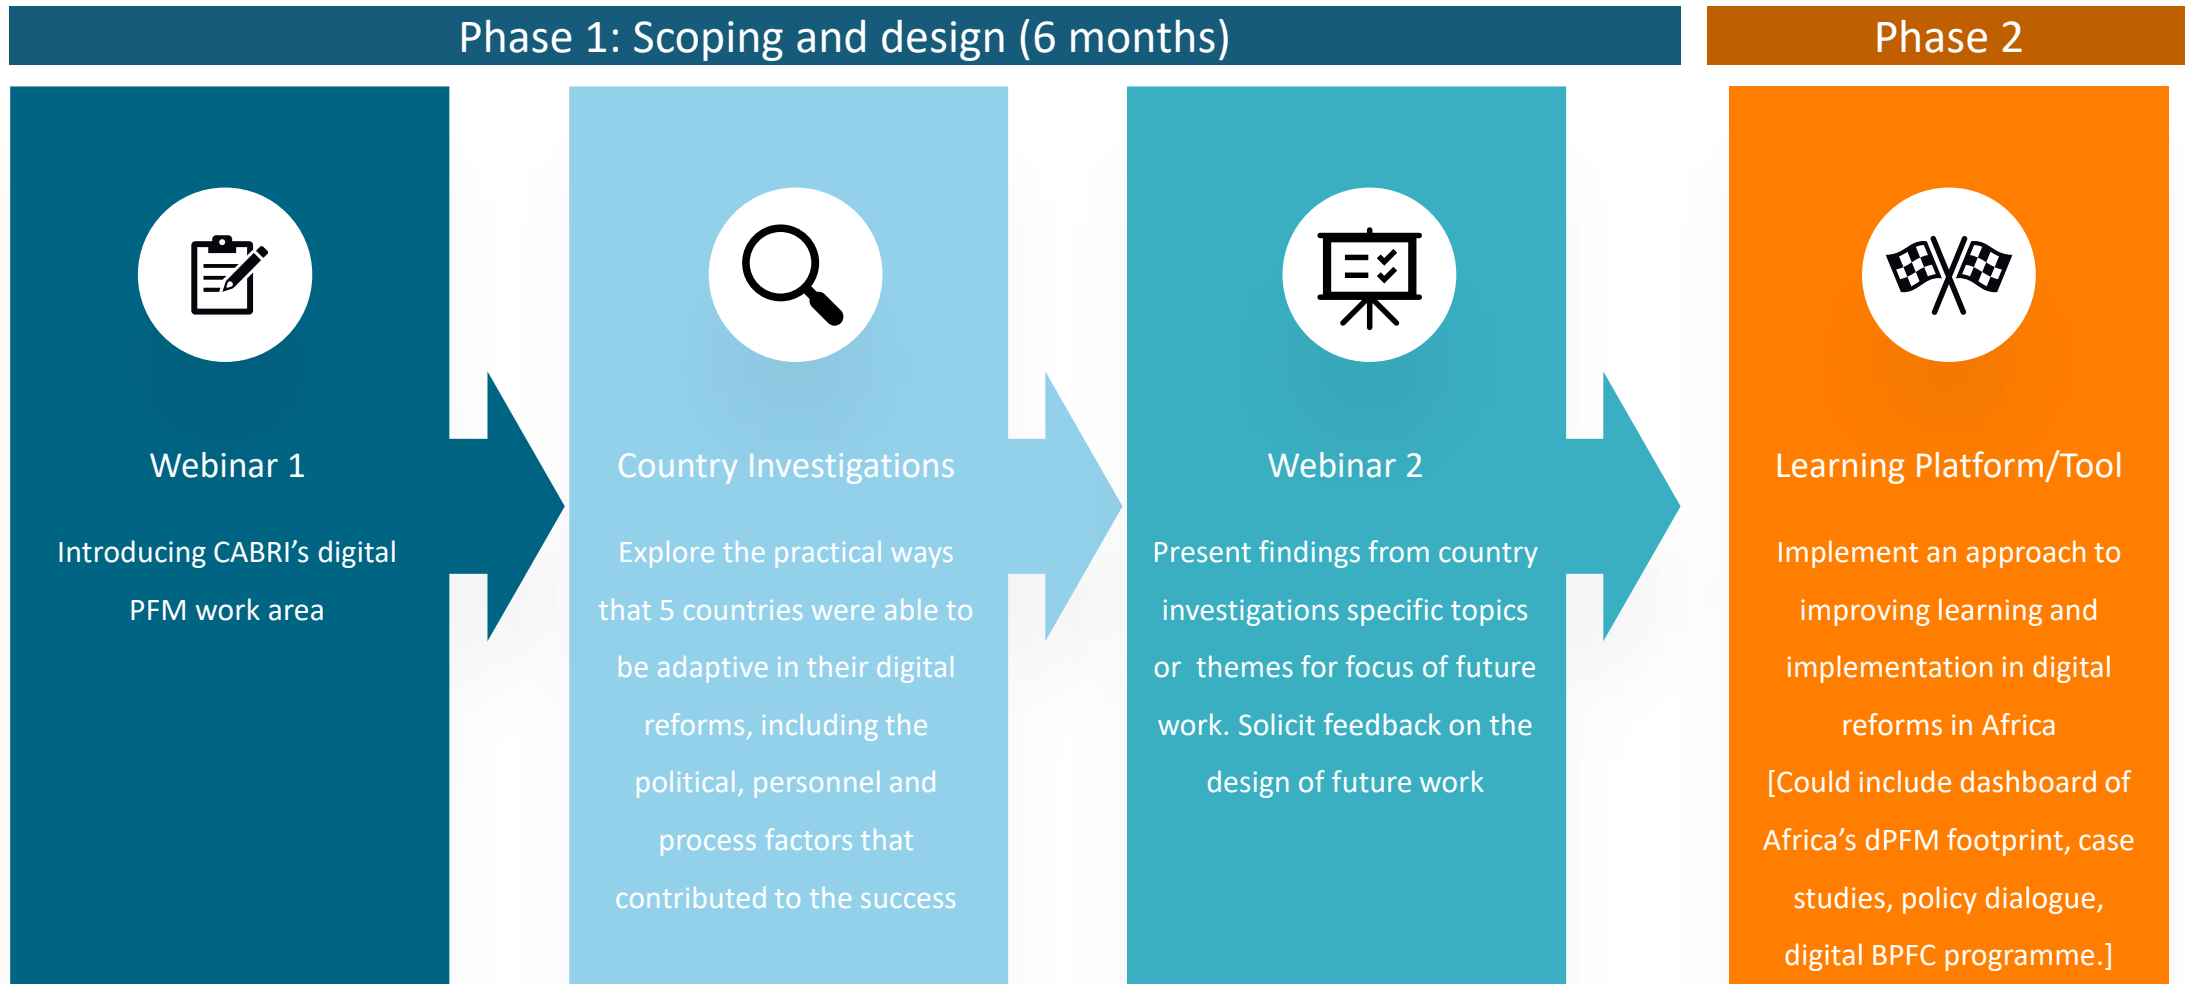 Phase 1: Scoping and design (6 months)
Phase 2
Webinar 1
Introducing CABRI’s digital
PFM work area
Country Investigations
Explore the practical ways
that 5 countries were able to
be adaptive in their digital
reforms, including the
political, personnel and
process factors that
contributed to the success
Webinar 2
Present findings from country
investigations specific topics
or  themes for focus of future
work. Solicit feedback on the
design of future work
Learning Platform/Tool
Implement an approach to
improving learning and
implementation in digital
reforms in Africa
[Could include dashboard of
Africa’s dPFM footprint, case
studies, policy dialogue,
digital BPFC programme.]